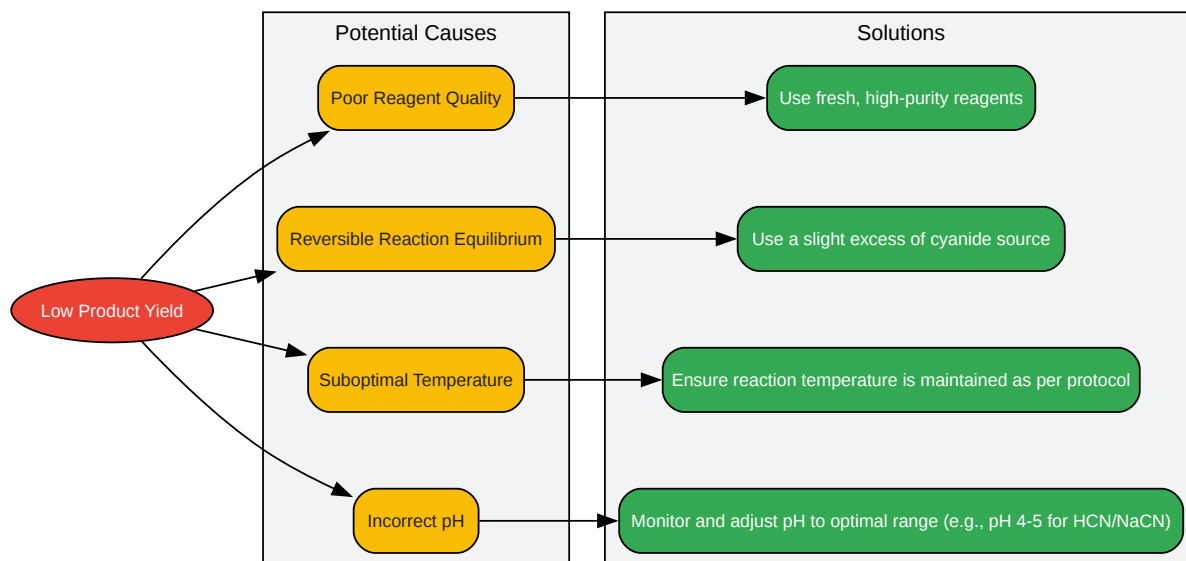 Potential Causes
Solutions
Poor Reagent Quality
Use fresh, high-purity reagents
Reversible Reaction Equilibrium
Use a slight excess of cyanide source
Low Product Yield
Suboptimal Temperature
Ensure reaction temperature is maintained as per protocol
Incorrect pH
Monitor and adjust pH to optimal range (e.g., pH 4-5 for HCN/NaCN)